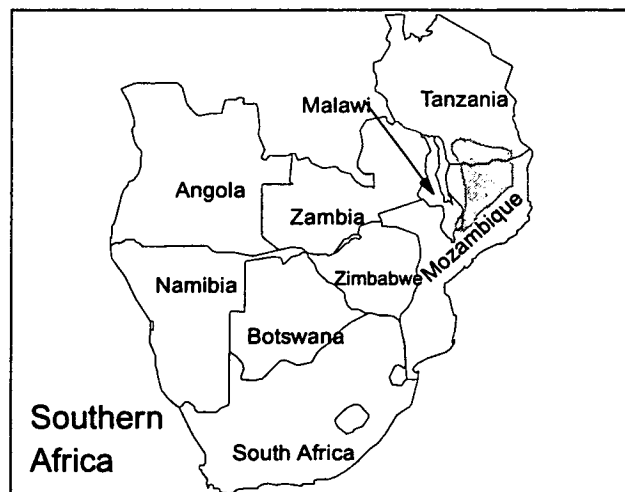 Tanzania
Malawi
Angola
Zambia
Mozambique
Namibia
Zimbabwe
Botswana
Southern
Africa
South Africa